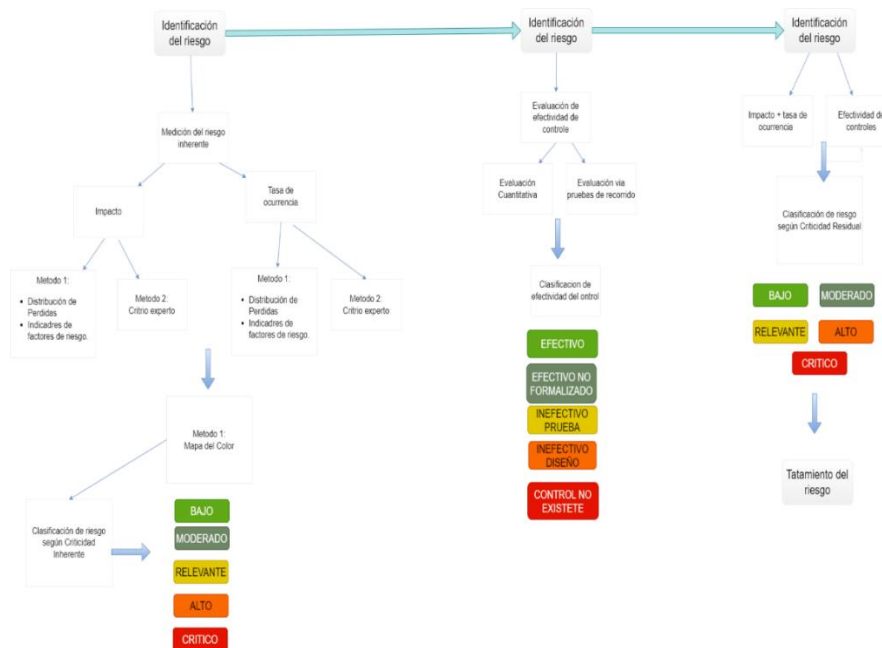 Identificación
del riesgo
Identificación
del riesgo
Identificación
del riesgo
Medición del riesgo
inherente
Impacto
Tasa de
ocurrencia
Metodo 1:
• Distribución de
Perdidas
• Indicadres de
factores de riesgo.
Metodo 2:
Critrio experto
Metodo 1:
• Distribución de
Perdidas
• Indicadres de
factores de riesgo.
Metodo 2:
Critrio experto
Metodo 1:
Mapa del Color
Clasificación de riesgo
según Criticidad
Inherente
BAJO
MODERADO
RELEVANTE
ALTO
CRITICO
Evaluación de
efectividad de
controle
Evaluación
Cuantitativa
Evaluación via
pruebas de recorrido
Clasificacion de
efectividad del ontrol
EFECTIVO
EFECTIVO NO
FORMALIZADO
INEFECTIVO
PRUEBA
INEFECTIVO
DISEÑO
CONTROL NO
EXISTETE
Impacto + tasa de
ocurrencia
Efectividad de
controles
Clasificación de riesgo
según Criticidad Residual
BAJO
MODERADO
RELEVANTE
ALTO
CRITICO
Tatamiento del
riesgo